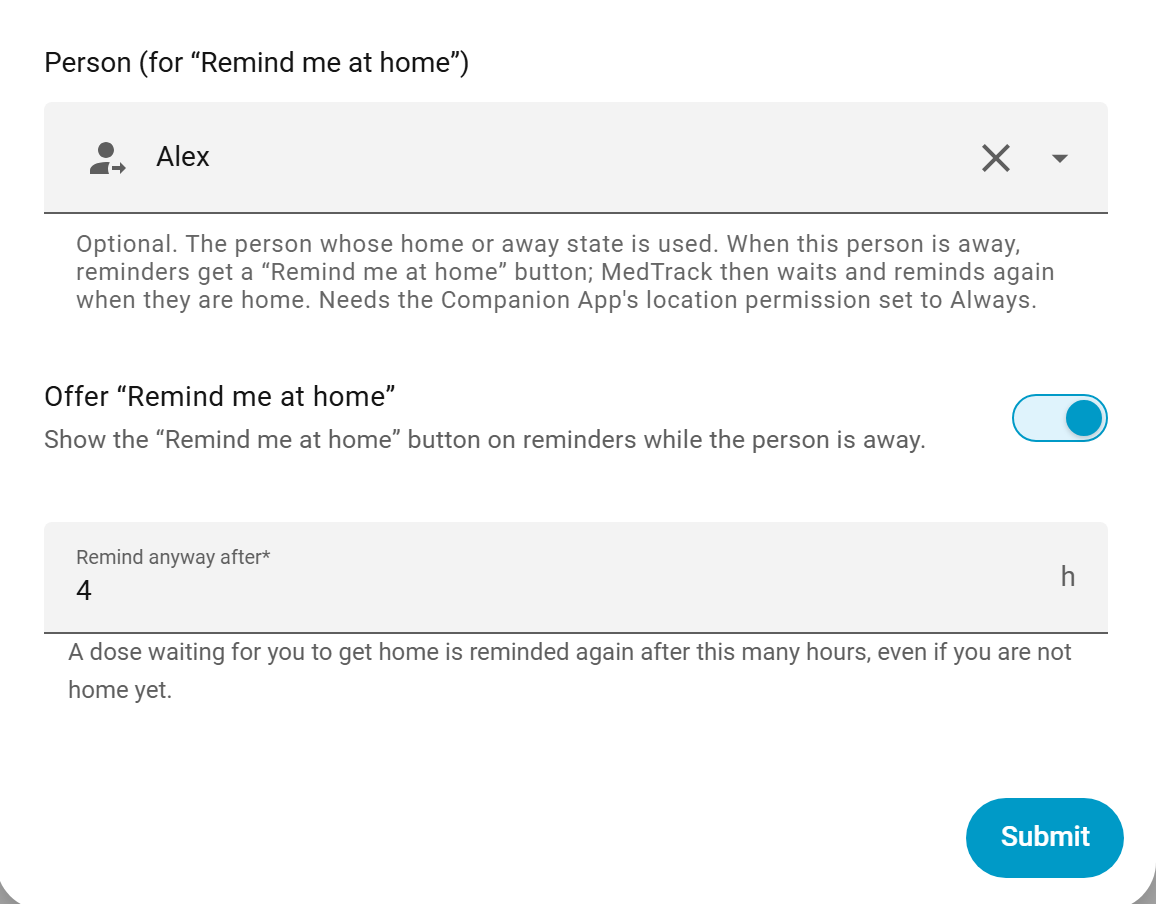 Person (for “Remind me at home”)
Alex
Optional. The person whose home or away state is used. When this person is away,
reminders get a “Remind me at home” button; MedTrack then waits and reminds again
when they are home. Needs the Companion App's location permission set to Always.
Offer “Remind me at home”
Show the “Remind me at home” button on reminders while the person is away.
Remind anyway after*
4
h
A dose waiting for you to get home is reminded again after this many hours, even if you are not
home yet.
Submit